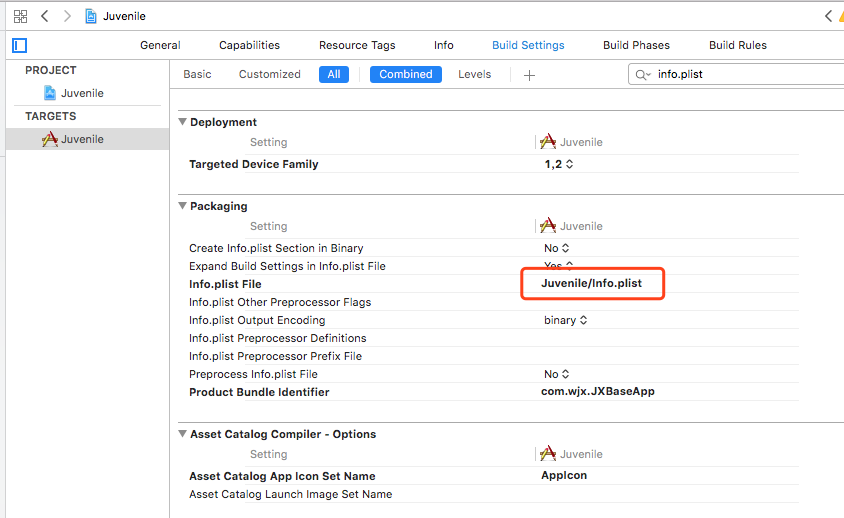 Juvenile
General Capabilities Resource Tags Info Build Settings Build Phases Build Rules
PROJECT
Juvenile
TARGETS
Juvenile
Basic Customized All Combined Levels info.plist
Deployment
Setting Juvenile
Targeted Device Family 1,2
Packaging
Setting Juvenile
Create Info.plist Section in Binary No
Expand Build Settings in Info.plist File Yes
Info.plist File Juvenile/Info.plist
Info.plist Other Preprocessor Flags
Info.plist Output Encoding binary
Info.plist Preprocessor Definitions
Info.plist Preprocessor Prefix File
Preprocess Info.plist File No
Product Bundle Identifier com.wjx.JXBaseApp
Asset Catalog Compiler - Options
Setting Juvenile
Asset Catalog App Icon Set Name AppIcon
Asset Catalog Launch Image Set Name